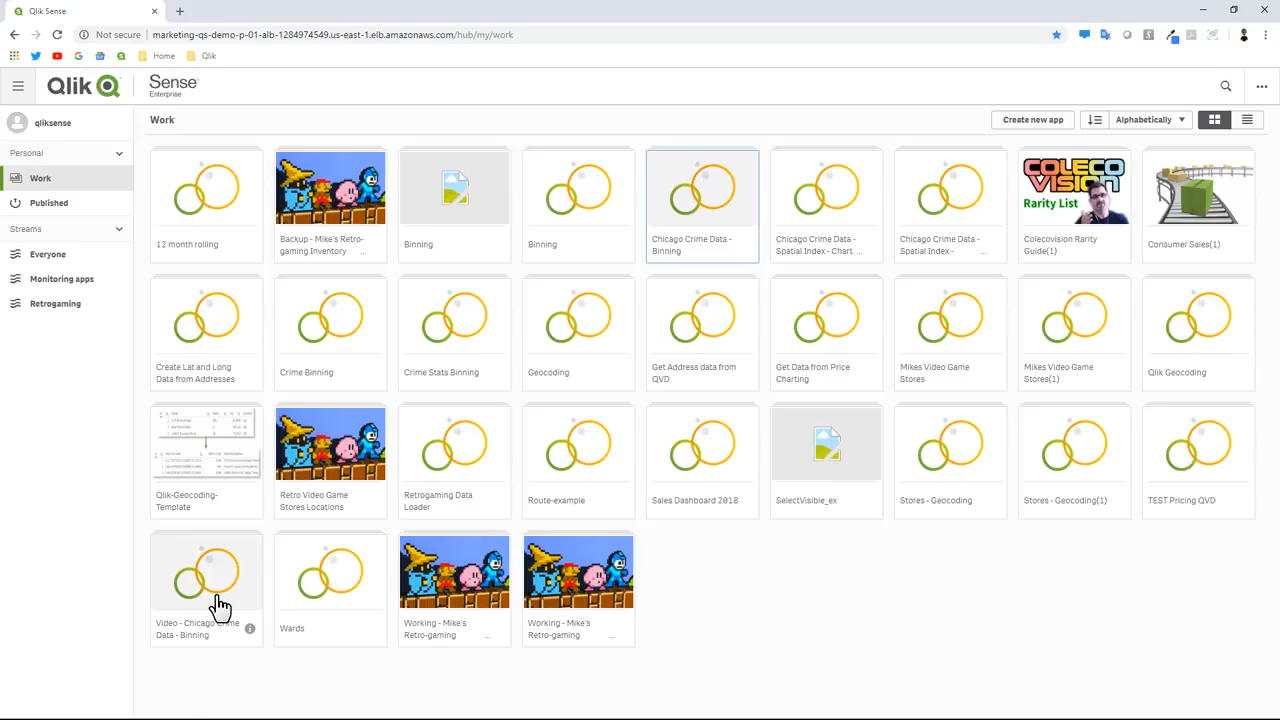 Qlik Sense
Not secure
marketing-qs-demo-p-01-alb-1284974549.us-east-1.elb.amazonaws.com/hub/my/work
Home
Qlik
Qlik
Sense
Enterprise
qliksense
Personal
Work
Published
Streams
Everyone
Monitoring apps
Retrogaming
Work
Create new app
Alphabetically
12 month rolling
Backup - Mike's Retro-
gaming Inventory ...
Binning
Binning
Chicago Crime Data -
Binning
Chicago Crime Data -
Spatial Index - Chart ...
Chicago Crime Data -
Spatial Index - ...
COLECO
VISION
Rarity List
Colecovision Rarity
Guide(1)
Consumer Sales(1)
Create Lat and Long
Data from Addresses
Crime Binning
Crime Stats Binning
Geocoding
Get Address data from
QVD
Get Data from Price
Charting
Mikes Video Game
Stores
Mikes Video Game
Stores(1)
Qlik Geocoding
Qlik-Geocoding-
Template
Retro Video Game
Stores Locations
Retrogaming Data
Loader
Route-example
Sales Dashboard 2018
SelectVisible_ex
Stores - Geocoding
Stores - Geocoding(1)
TEST Pricing QVD
Video - Chicago Crime
Data - Binning
Wards
Working - Mike's
Retro-gaming ...
Working - Mike's
Retro-gaming ...